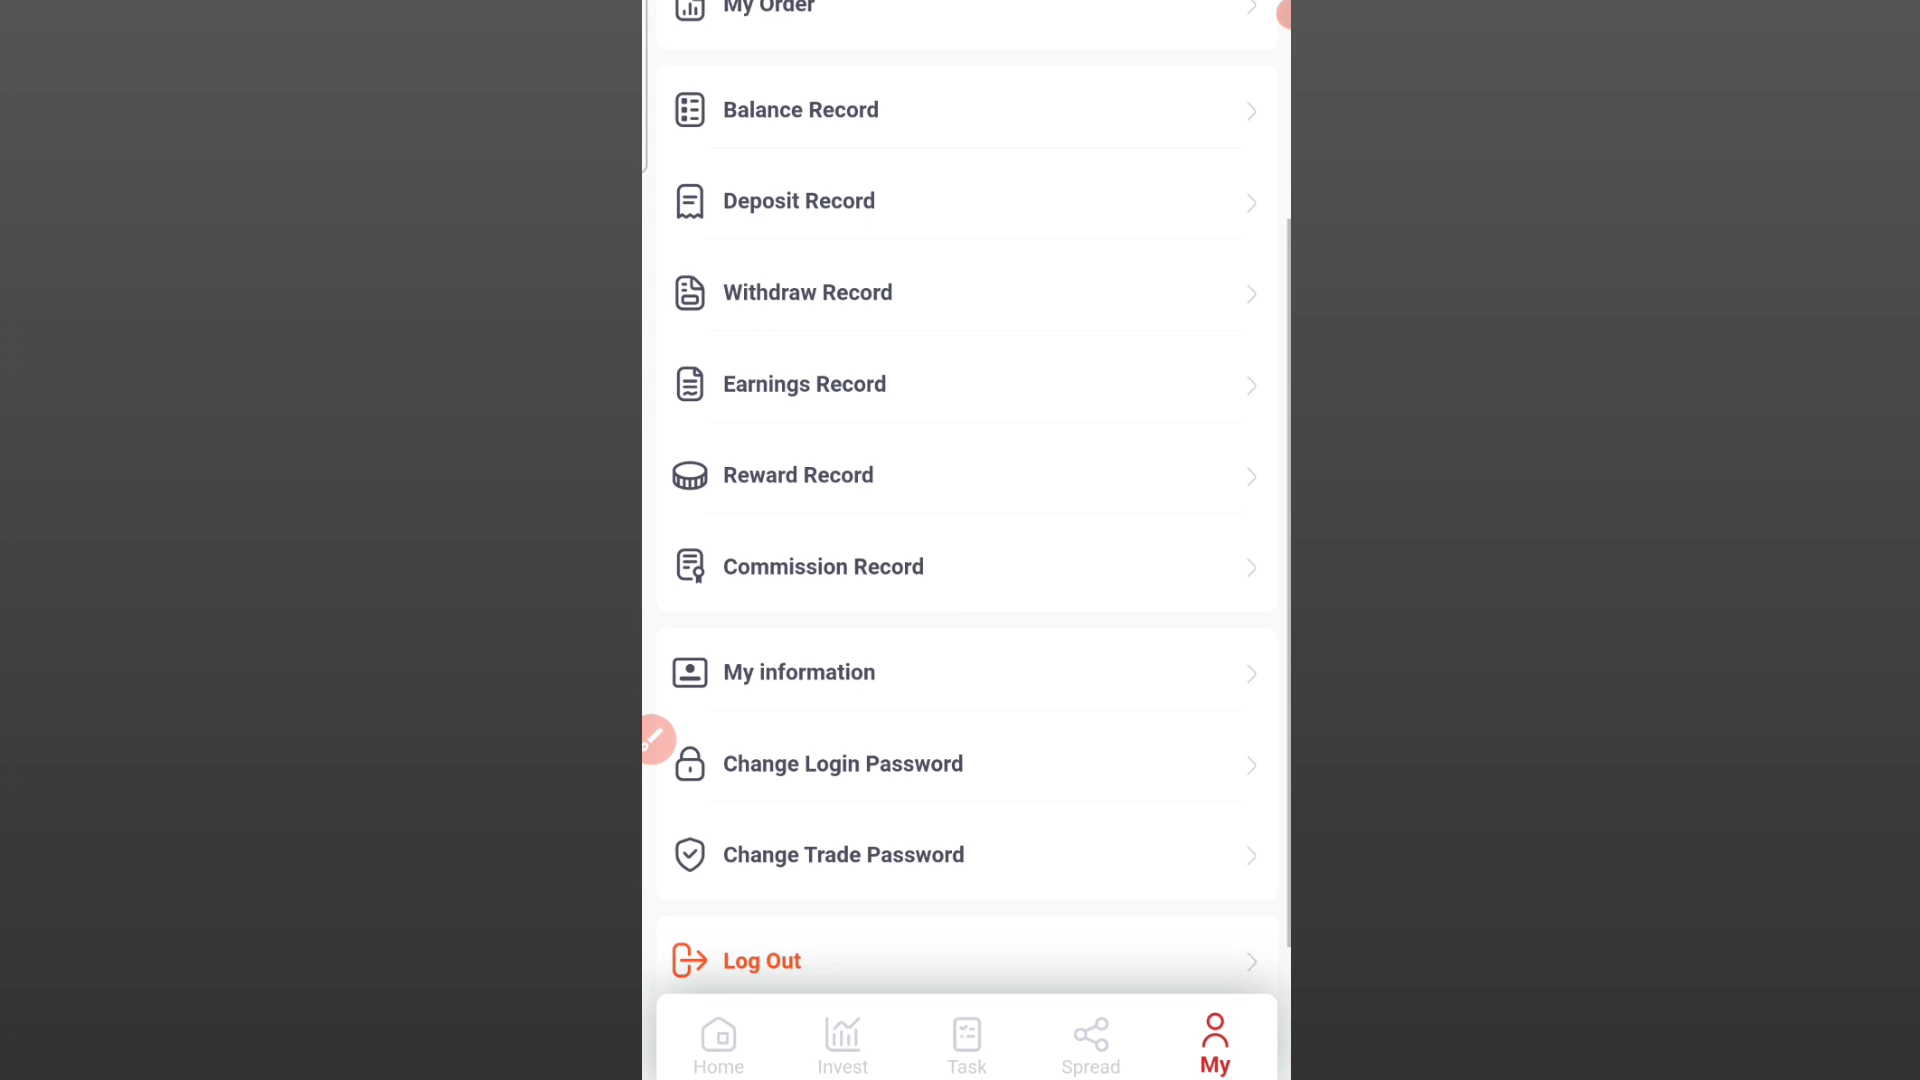 My Order
Balance Record
Deposit Record
Withdraw Record
Earnings Record
Reward Record
Commission Record
My information
Change Login Password
Change Trade Password
Log Out
Home
Invest
Task
Spread
My